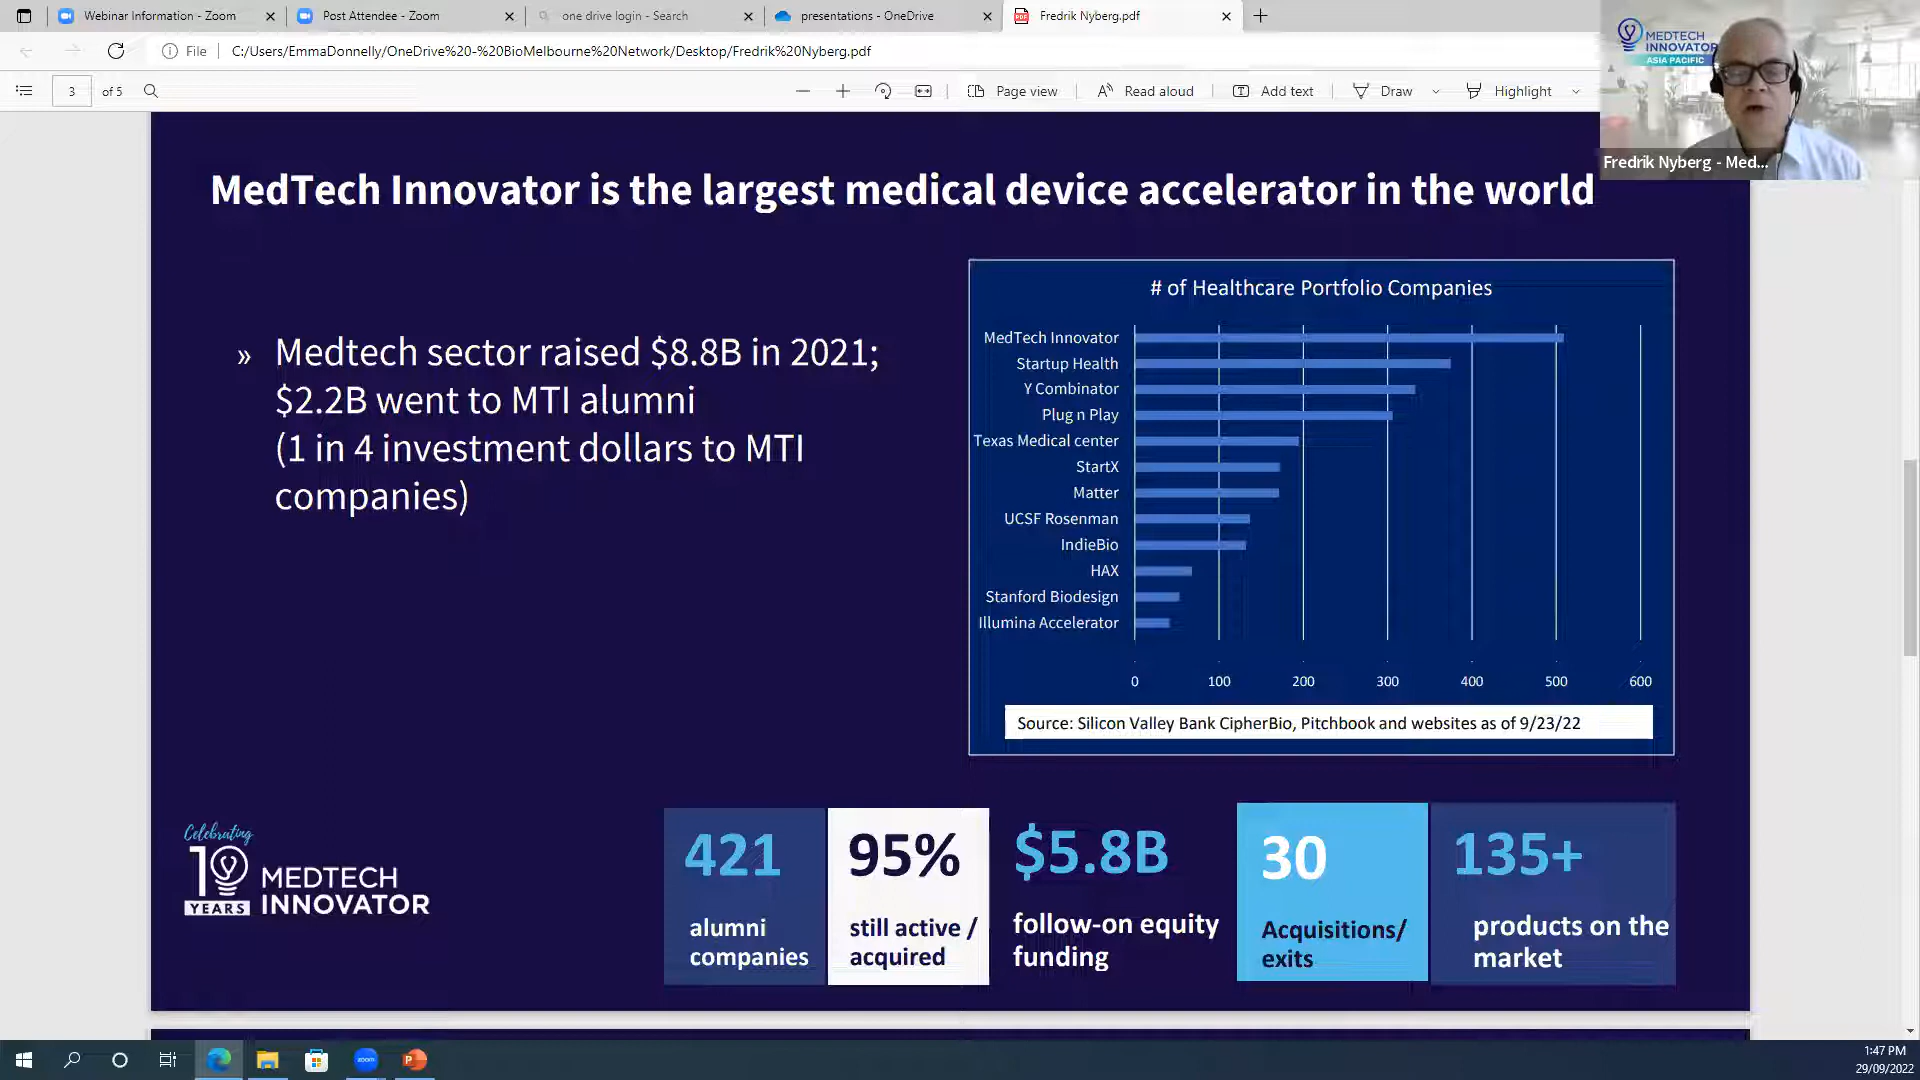 Webinar Information - Zoom
Post Attendee - Zoom
one drive login - Search
presentations - OneDrive
Fredrik Nyberg.pdf
File
C:/Users/EmmaDonnelly/OneDrive%20-%20BioMelbourne%20Network/Desktop/Fredrik%20Nyberg.pdf
3 of 5
Page view
Read aloud
Add text
Draw
Highlight
MEDTECH
INNOVATOR
ASIA PACIFIC
Fredrik Nyberg - Med...
MedTech Innovator is the largest medical device accelerator in the world
» Medtech sector raised $8.8B in 2021;
$2.2B went to MTI alumni
(1 in 4 investment dollars to MTI
companies)
# of Healthcare Portfolio Companies
MedTech Innovator
Startup Health
Y Combinator
Plug n Play
Texas Medical center
StartX
Matter
UCSF Rosenman
IndieBio
HAX
Stanford Biodesign
Illumina Accelerator
0 100 200 300 400 500 600
Source: Silicon Valley Bank CipherBio, Pitchbook and websites as of 9/23/22
Celebrating
10
YEARS
MEDTECH
INNOVATOR
421
alumni
companies
95%
still active /
acquired
$5.8B
follow-on equity
funding
30
Acquisitions/
exits
135+
products on the
market
zoom
1:47 PM
29/09/2022